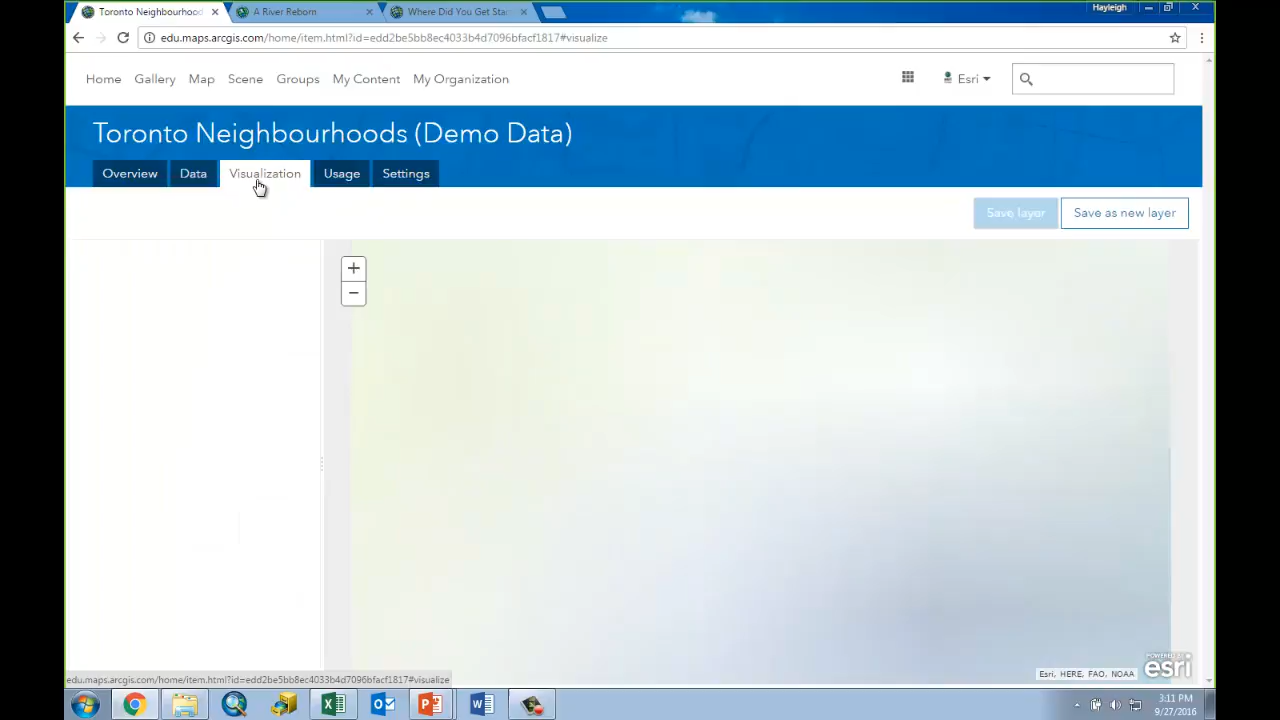 Toronto Neighbourhood
A River Reborn
Where Did You Get Sta
Hayleigh
edu.maps.arcgis.com/home/item.html?id=edd2be5bb8ec4033b4d7096bfacf1817#visualize
Home Gallery Map Scene Groups My Content My Organization
Esri
Toronto Neighbourhoods (Demo Data)
Overview Data Visualization Usage Settings
Save layer Save as new layer
+
−
POWERED BY
esri
Esri, HERE, FAO, NOAA
edu.maps.arcgis.com/home/item.html?id=edd2be5bb8ec4033b4d7096bfacf1817#visualize
3:11 PM
9/27/2016